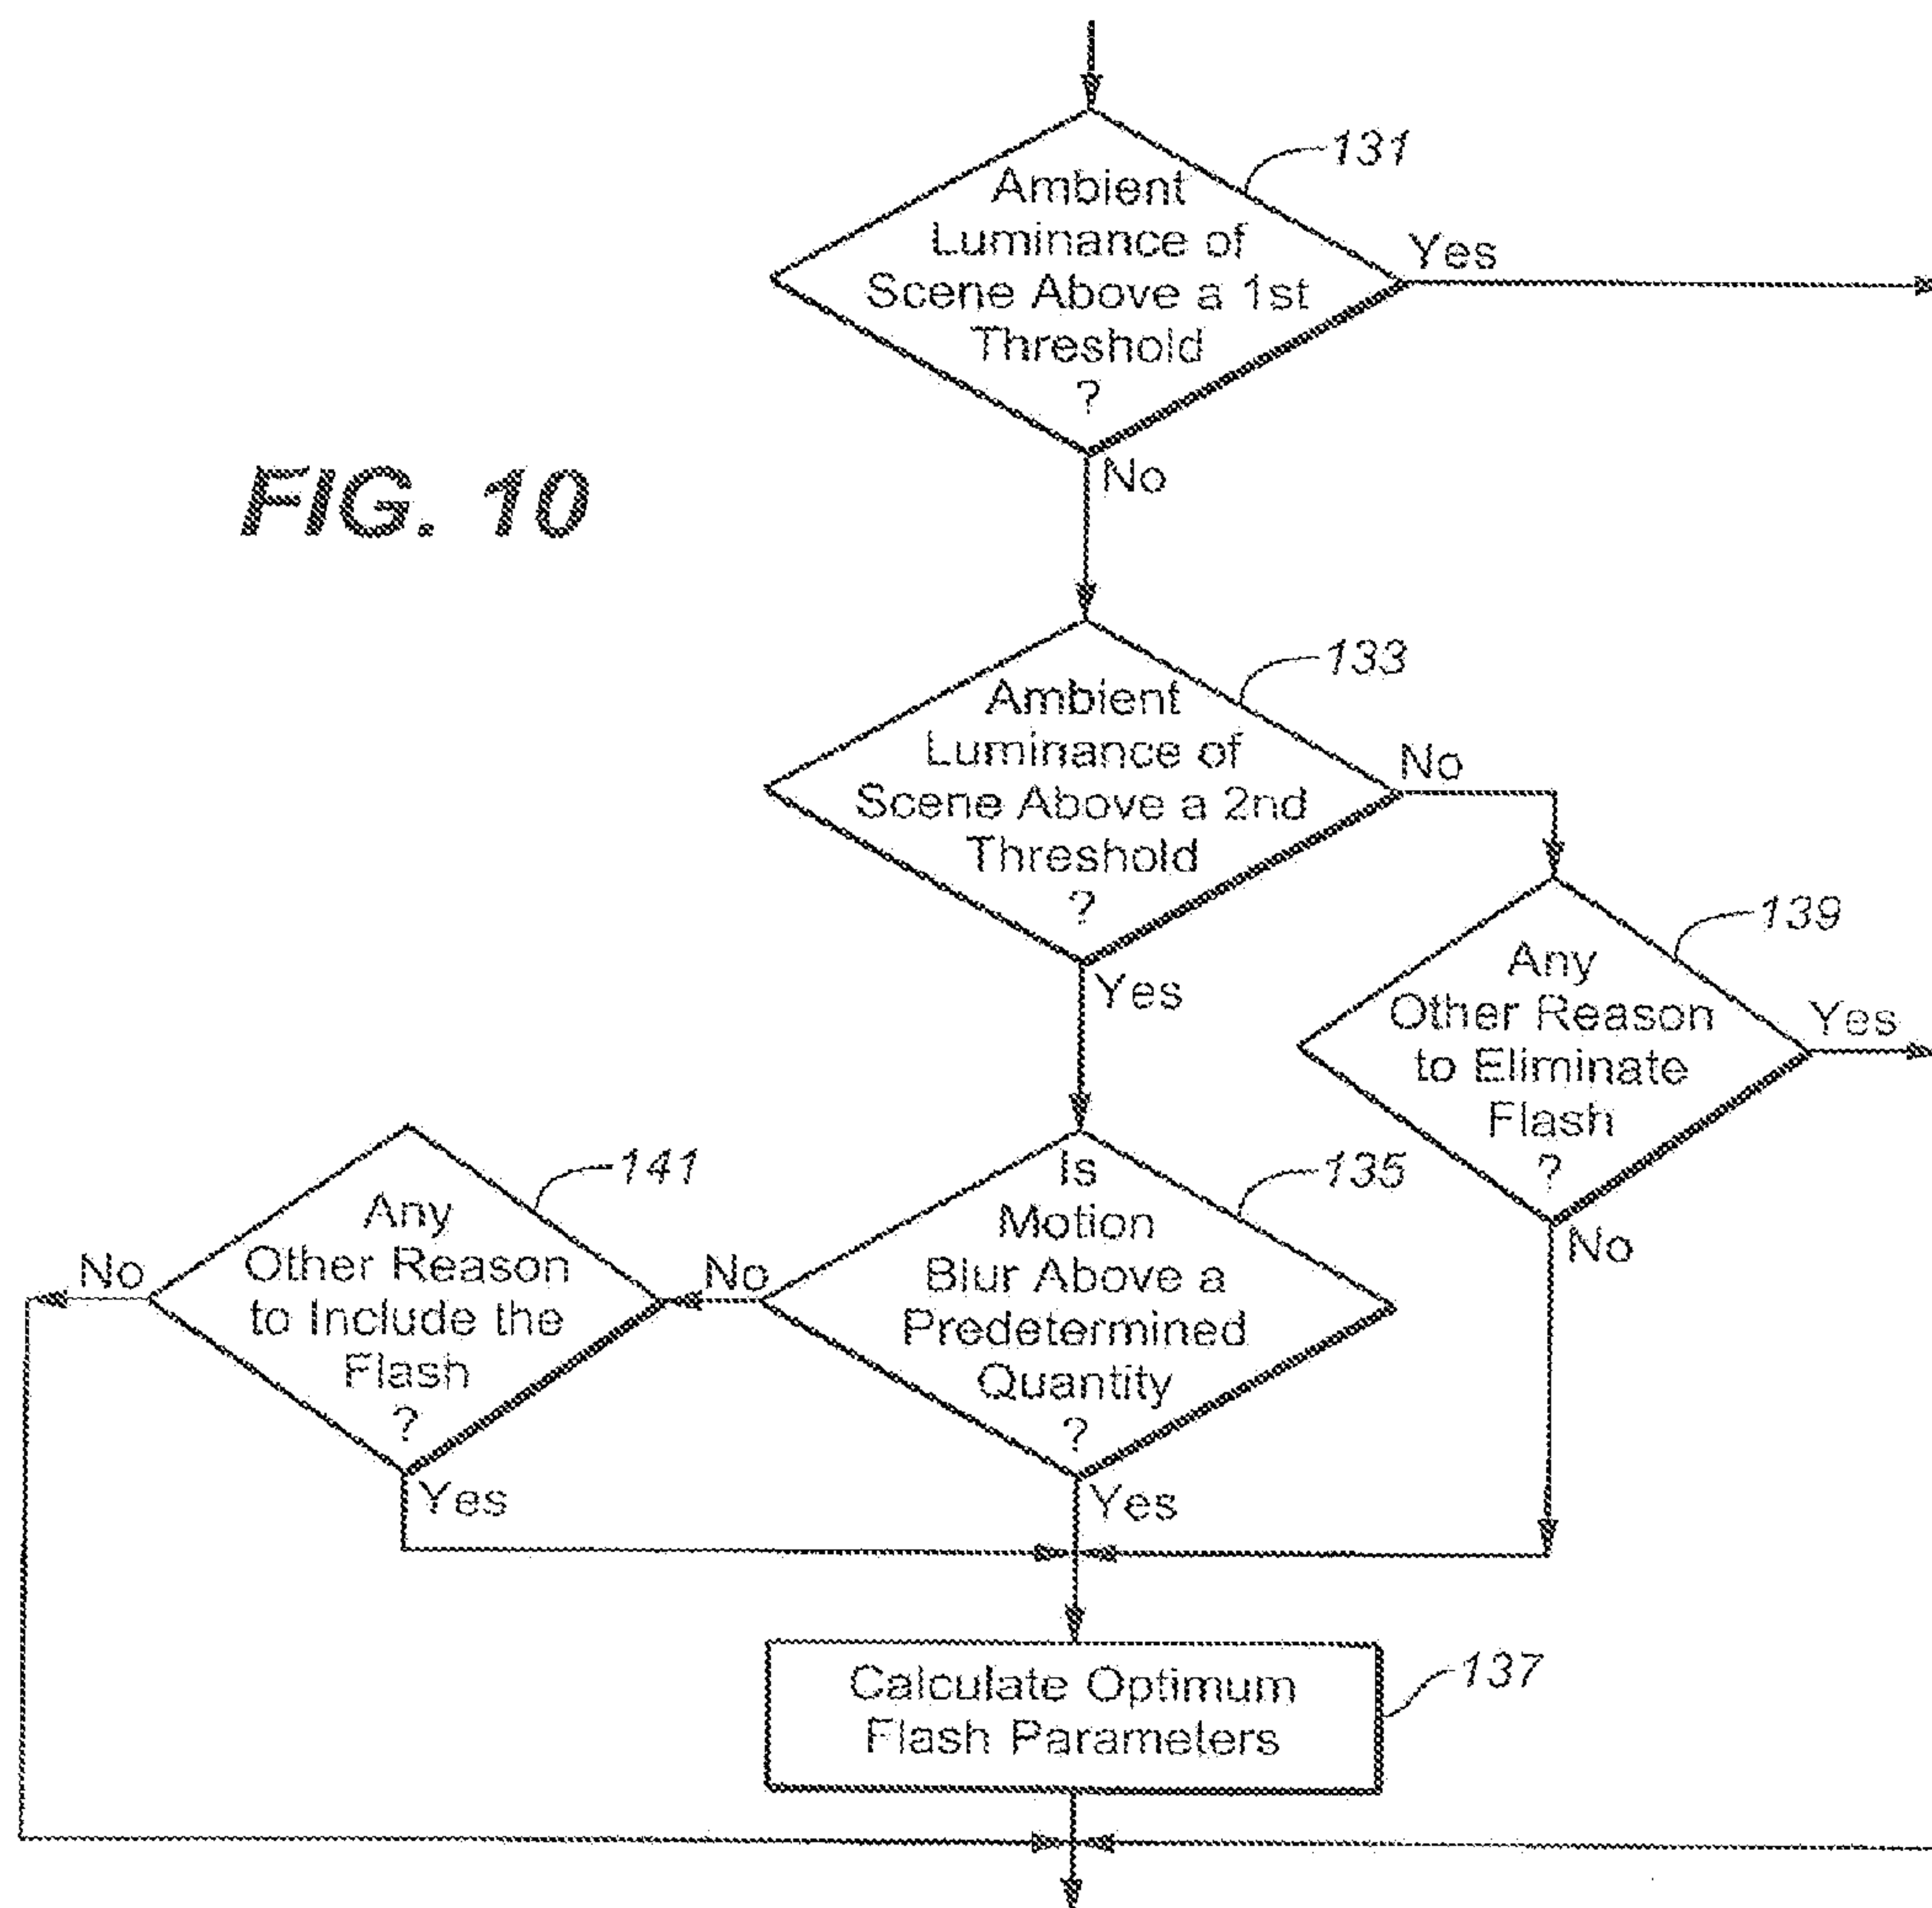 131
Ambient
Luminance of
Scene Above a 1st
Threshold
?
Yes
No
FIG. 10
133
Ambient
Luminance of
Scene Above a 2nd
Threshold
?
No
Yes
139
Any
Other Reason
to Eliminate
Flash
?
Yes
No
141
Any
Other Reason
to Include the
Flash
?
No
Yes
135
Is
Motion
Blur Above a
Predetermined
Quantity
?
No
Yes
Calculate Optimum
Flash Parameters
137